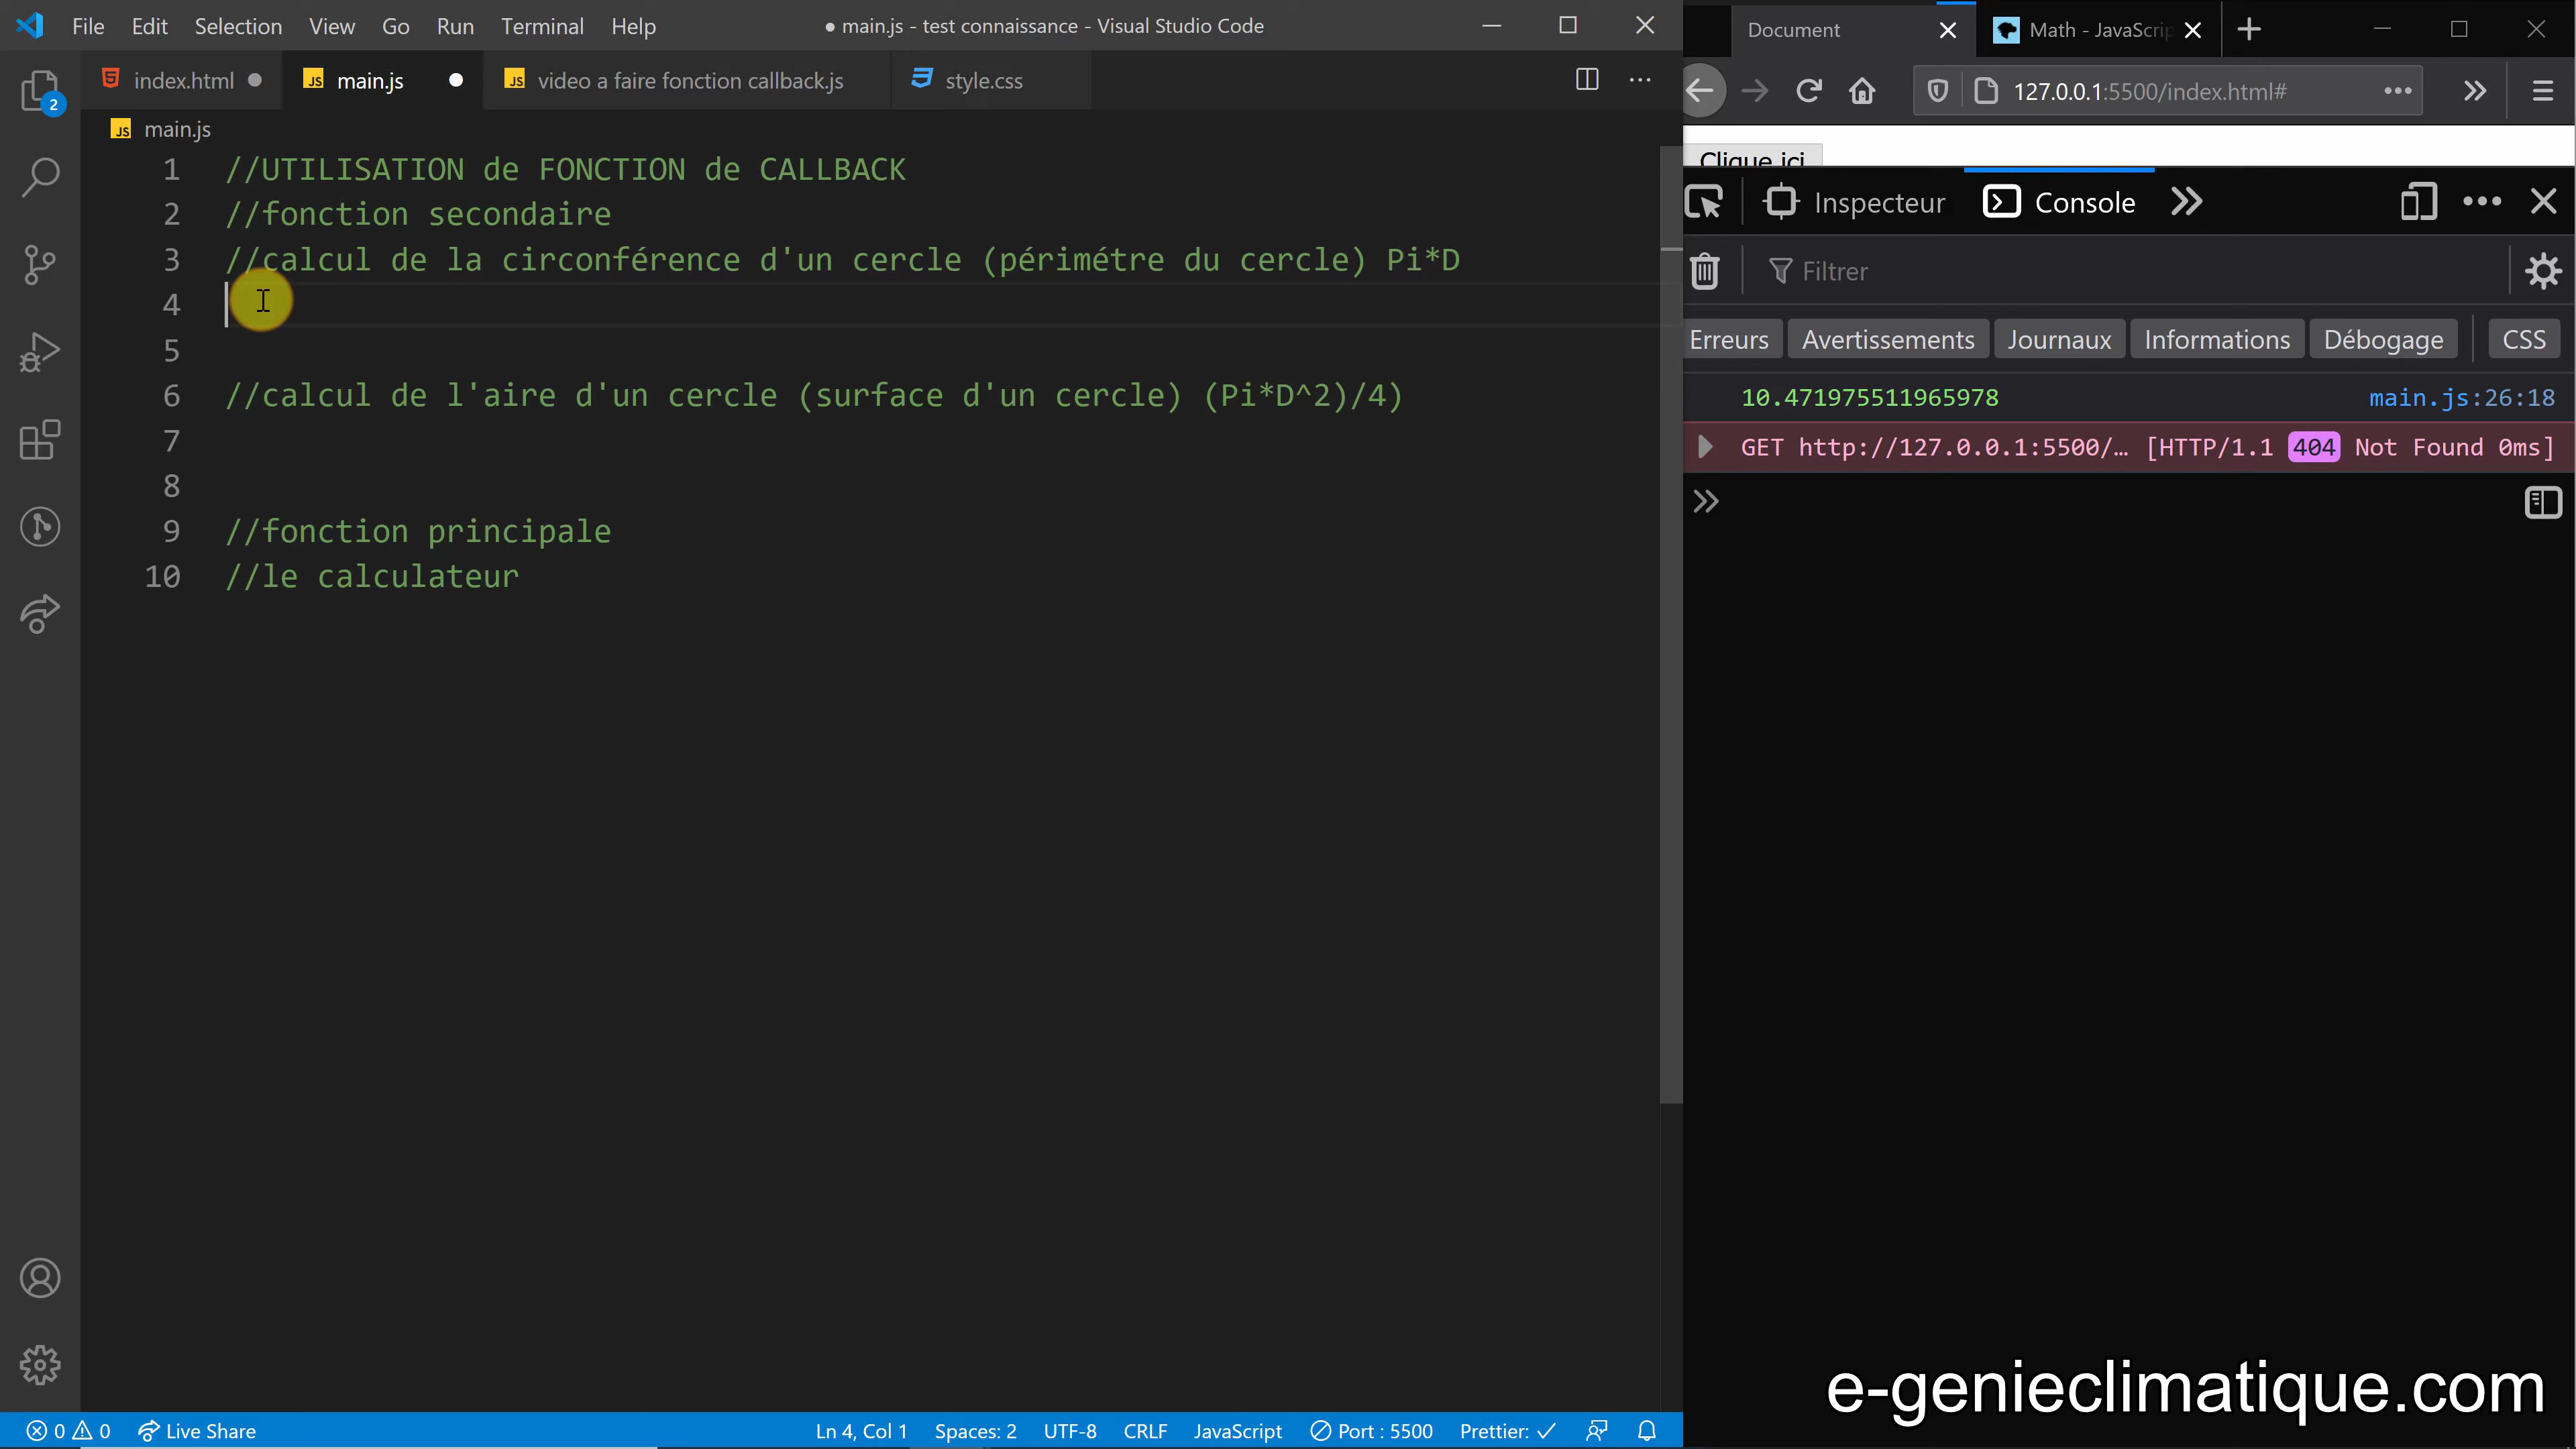 File Edit Selection View Go Run Terminal Help
● main.js - test connaissance - Visual Studio Code
index.html
main.js
video a faire fonction callback.js
style.css
2
main.js
1 //UTILISATION de FONCTION de CALLBACK
2 //fonction secondaire
3 //calcul de la circonférence d'un cercle (périmétre du cercle) Pi*D
4
5
6 //calcul de l'aire d'un cercle (surface d'un cercle) (Pi*D^2)/4)
7
8
9 //fonction principale
10 //le calculateur
0 0 Live Share
Ln 4, Col 1 Spaces: 2 UTF-8 CRLF JavaScript Port : 5500 Prettier: ✓
Document
Math - JavaScrip
127.0.0.1:5500/index.html#
Clique ici
Inspecteur Console
Filtrer
Erreurs Avertissements Journaux Informations Débogage CSS
10.471975511965978 main.js:26:18
GET http://127.0.0.1:5500/… [HTTP/1.1 404 Not Found 0ms]
e-genieclimatique.com